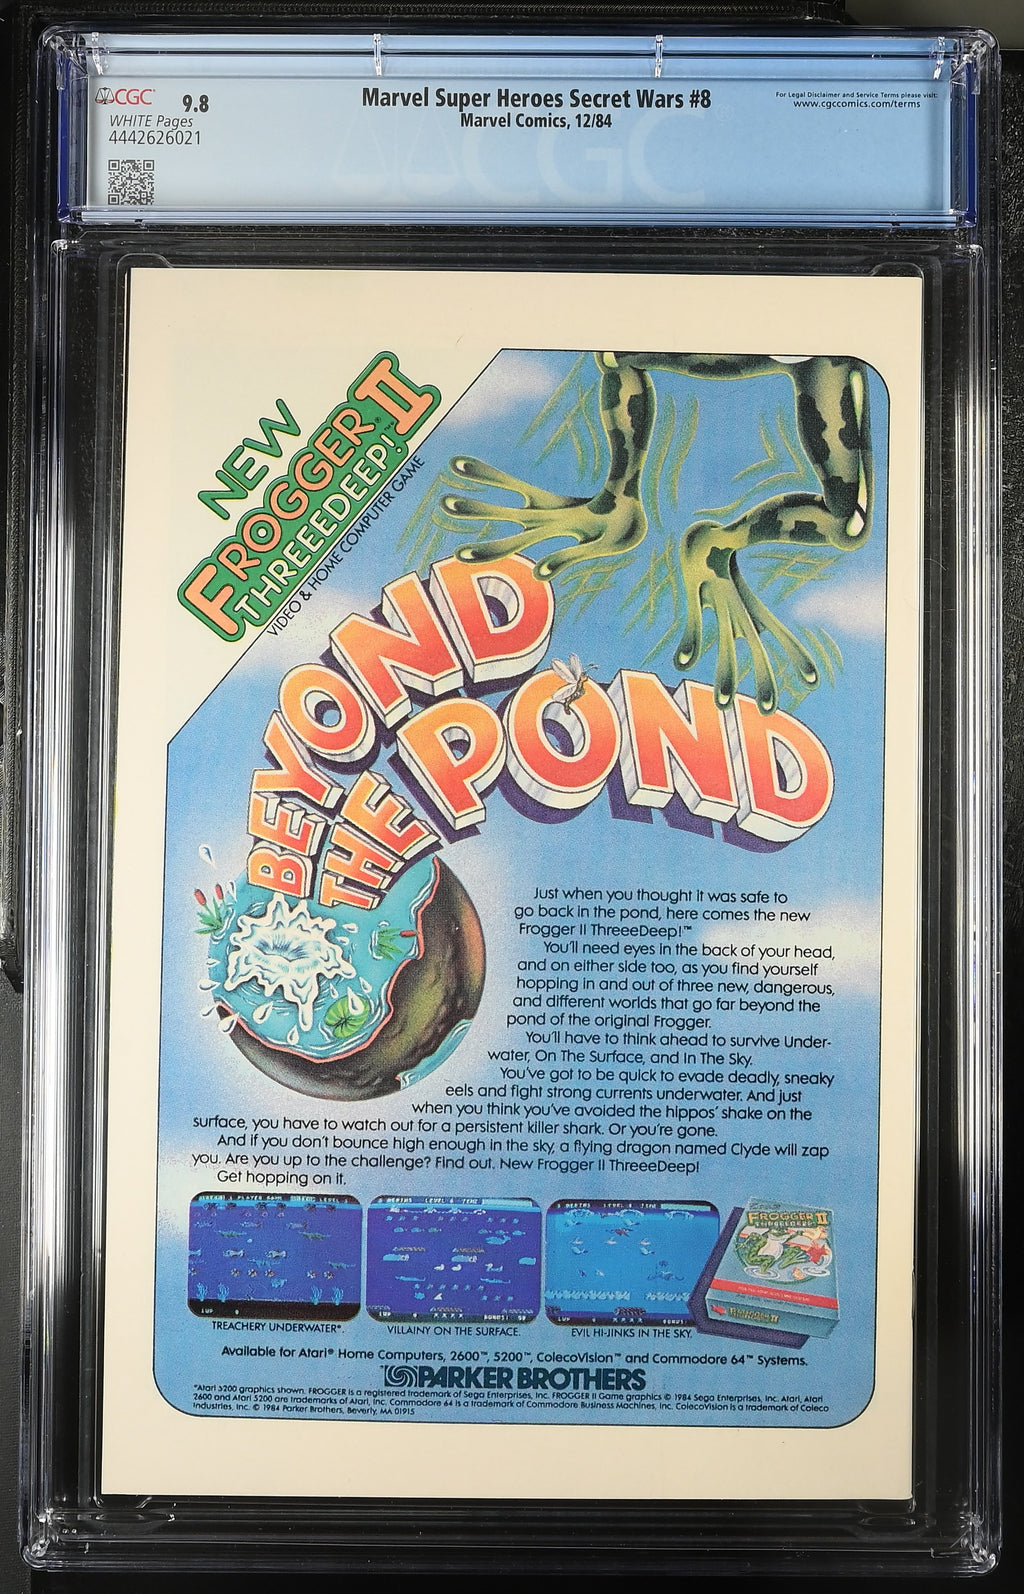 CGC
9.8
WHITE Pages
4442626021
Marvel Super Heroes Secret Wars #8
Marvel Comics, 12/84
For Legal Disclaimer and Service Terms please visit:
www.cgccomics.com/terms
CGC
NEW
FROGGER II
THREEEDEEP!™
VIDEO & HOME COMPUTER GAME
BEYOND
THE POND
Just when you thought it was safe to
go back in the pond, here comes the new
Frogger II ThreeeDeep!™
You'll need eyes in the back of your head,
and on either side too, as you find yourself
hopping in and out of three new, dangerous,
and different worlds that go far beyond the
pond of the original Frogger.
You'll have to think ahead to survive Under-
water, On The Surface, and In The Sky.
You've got to be quick to evade deadly, sneaky
eels and fight strong currents underwater. And just
when you think you've avoided the hippos' shake on the
surface, you have to watch out for a persistent killer shark. Or you're gone.
And if you don't bounce high enough in the sky, a flying dragon named Clyde will zap
you. Are you up to the challenge? Find out. New Frogger II ThreeeDeep!
Get hopping on it.
FROGGER II
THREEEDEEP!
TREACHERY UNDERWATER*.
VILLAINY ON THE SURFACE.
EVIL HI-JINKS IN THE SKY.
Available for Atari® Home Computers, 2600™, 5200™, ColecoVision™ and Commodore 64™ Systems.
PARKER BROTHERS
*Atari 5200 graphics shown. FROGGER is a registered trademark of Sega Enterprises, Inc. FROGGER II Game graphics © 1984 Sega Enterprises, Inc. Atari, Atari
2600 and Atari 5200 are trademarks of Atari, Inc. Commodore 64 is a trademark of Commodore Business Machines, Inc. ColecoVision is a trademark of Coleco
Industries, Inc. © 1984 Parker Brothers, Beverly, MA 01915